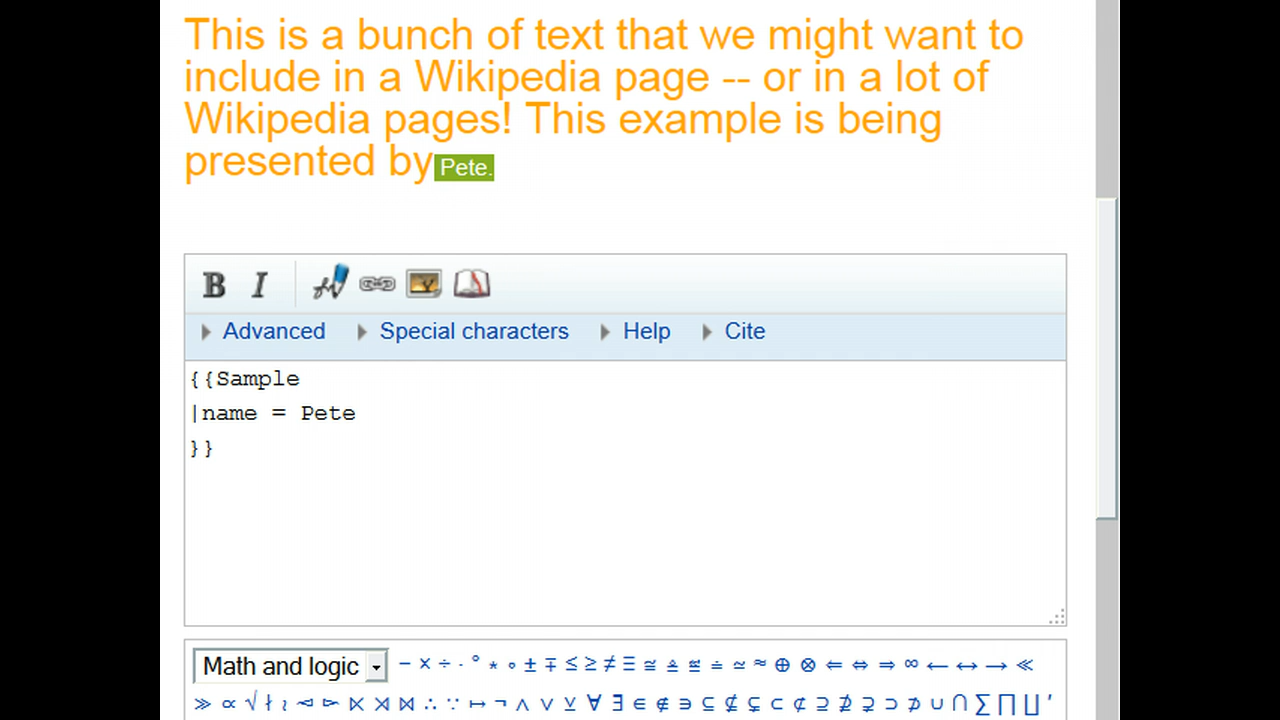 This is a bunch of text that we might want to
include in a Wikipedia page -- or in a lot of
Wikipedia pages! This example is being
presented by Pete.
B I
Advanced Special characters Help Cite
{{Sample
|name = Pete
}}
Math and logic − × ÷ · ° ∗ ∘ ± ∓ ≤ ≥ ≠ ≡ ≅ ≜ ≝ ≐ ≃ ≈ ⊕ ⊗ ⇐ ⇔ ⇒ ∞ ← ↔ → ≪
≫ ∝ √ ∤ ≀ ◅ ▻ ⋉ ⋊ ⋈ ∴ ∵ ↦ ¬ ∧ ∨ ⊻ ∀ ∃ ∈ ∉ ∋ ⊆ ⊈ ⊊ ⊂ ⊄ ⊇ ⊉ ⊋ ⊃ ⊅ ∪ ∩ ∑ ∏ ∐ ′